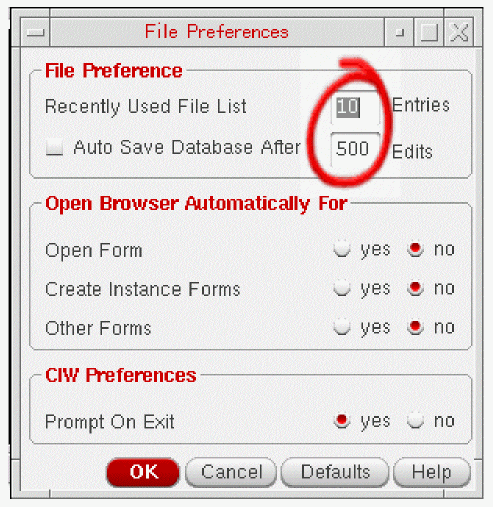 File Preferences
File Preference
Recently Used File List 10 Entries
Auto Save Database After 500 Edits
Open Browser Automatically For
Open Form yes no
Create Instance Forms yes no
Other Forms yes no
CIW Preferences
Prompt On Exit yes no
OK Cancel Defaults Help